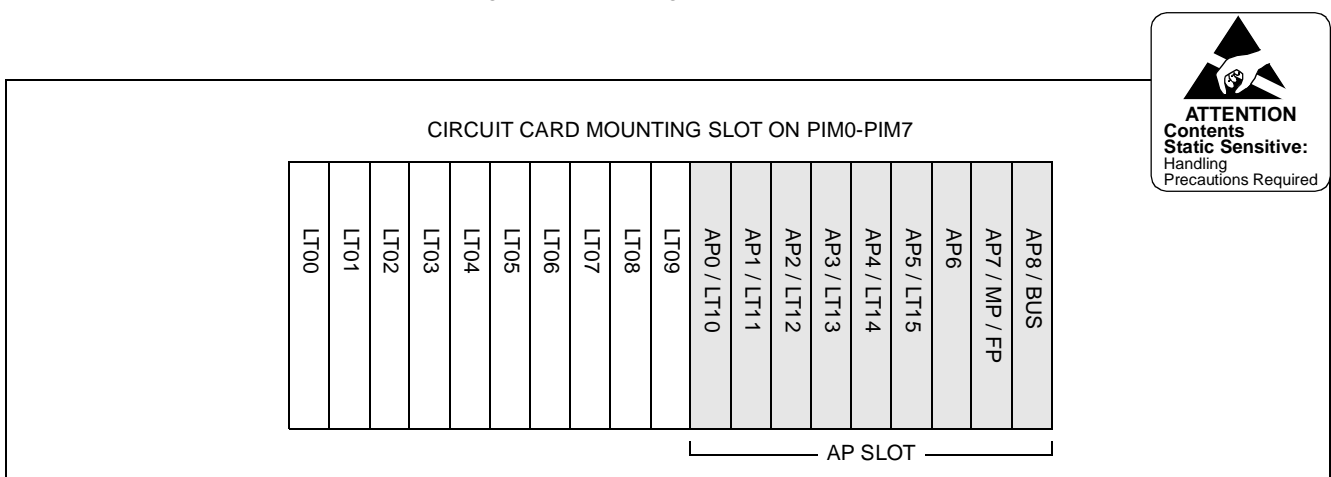 ATTENTION
Contents
Static Sensitive:
Handling
Precautions Required
CIRCUIT CARD MOUNTING SLOT ON PIM0-PIM7
LT00
LT01
LT02
LT03
LT04
LT05
LT06
LT07
LT08
LT09
AP0 / LT10
AP1 / LT11
AP2 / LT12
AP3 / LT13
AP4 / LT14
AP5 / LT15
AP6
AP7 / MP / FP
AP8 / BUS
AP SLOT